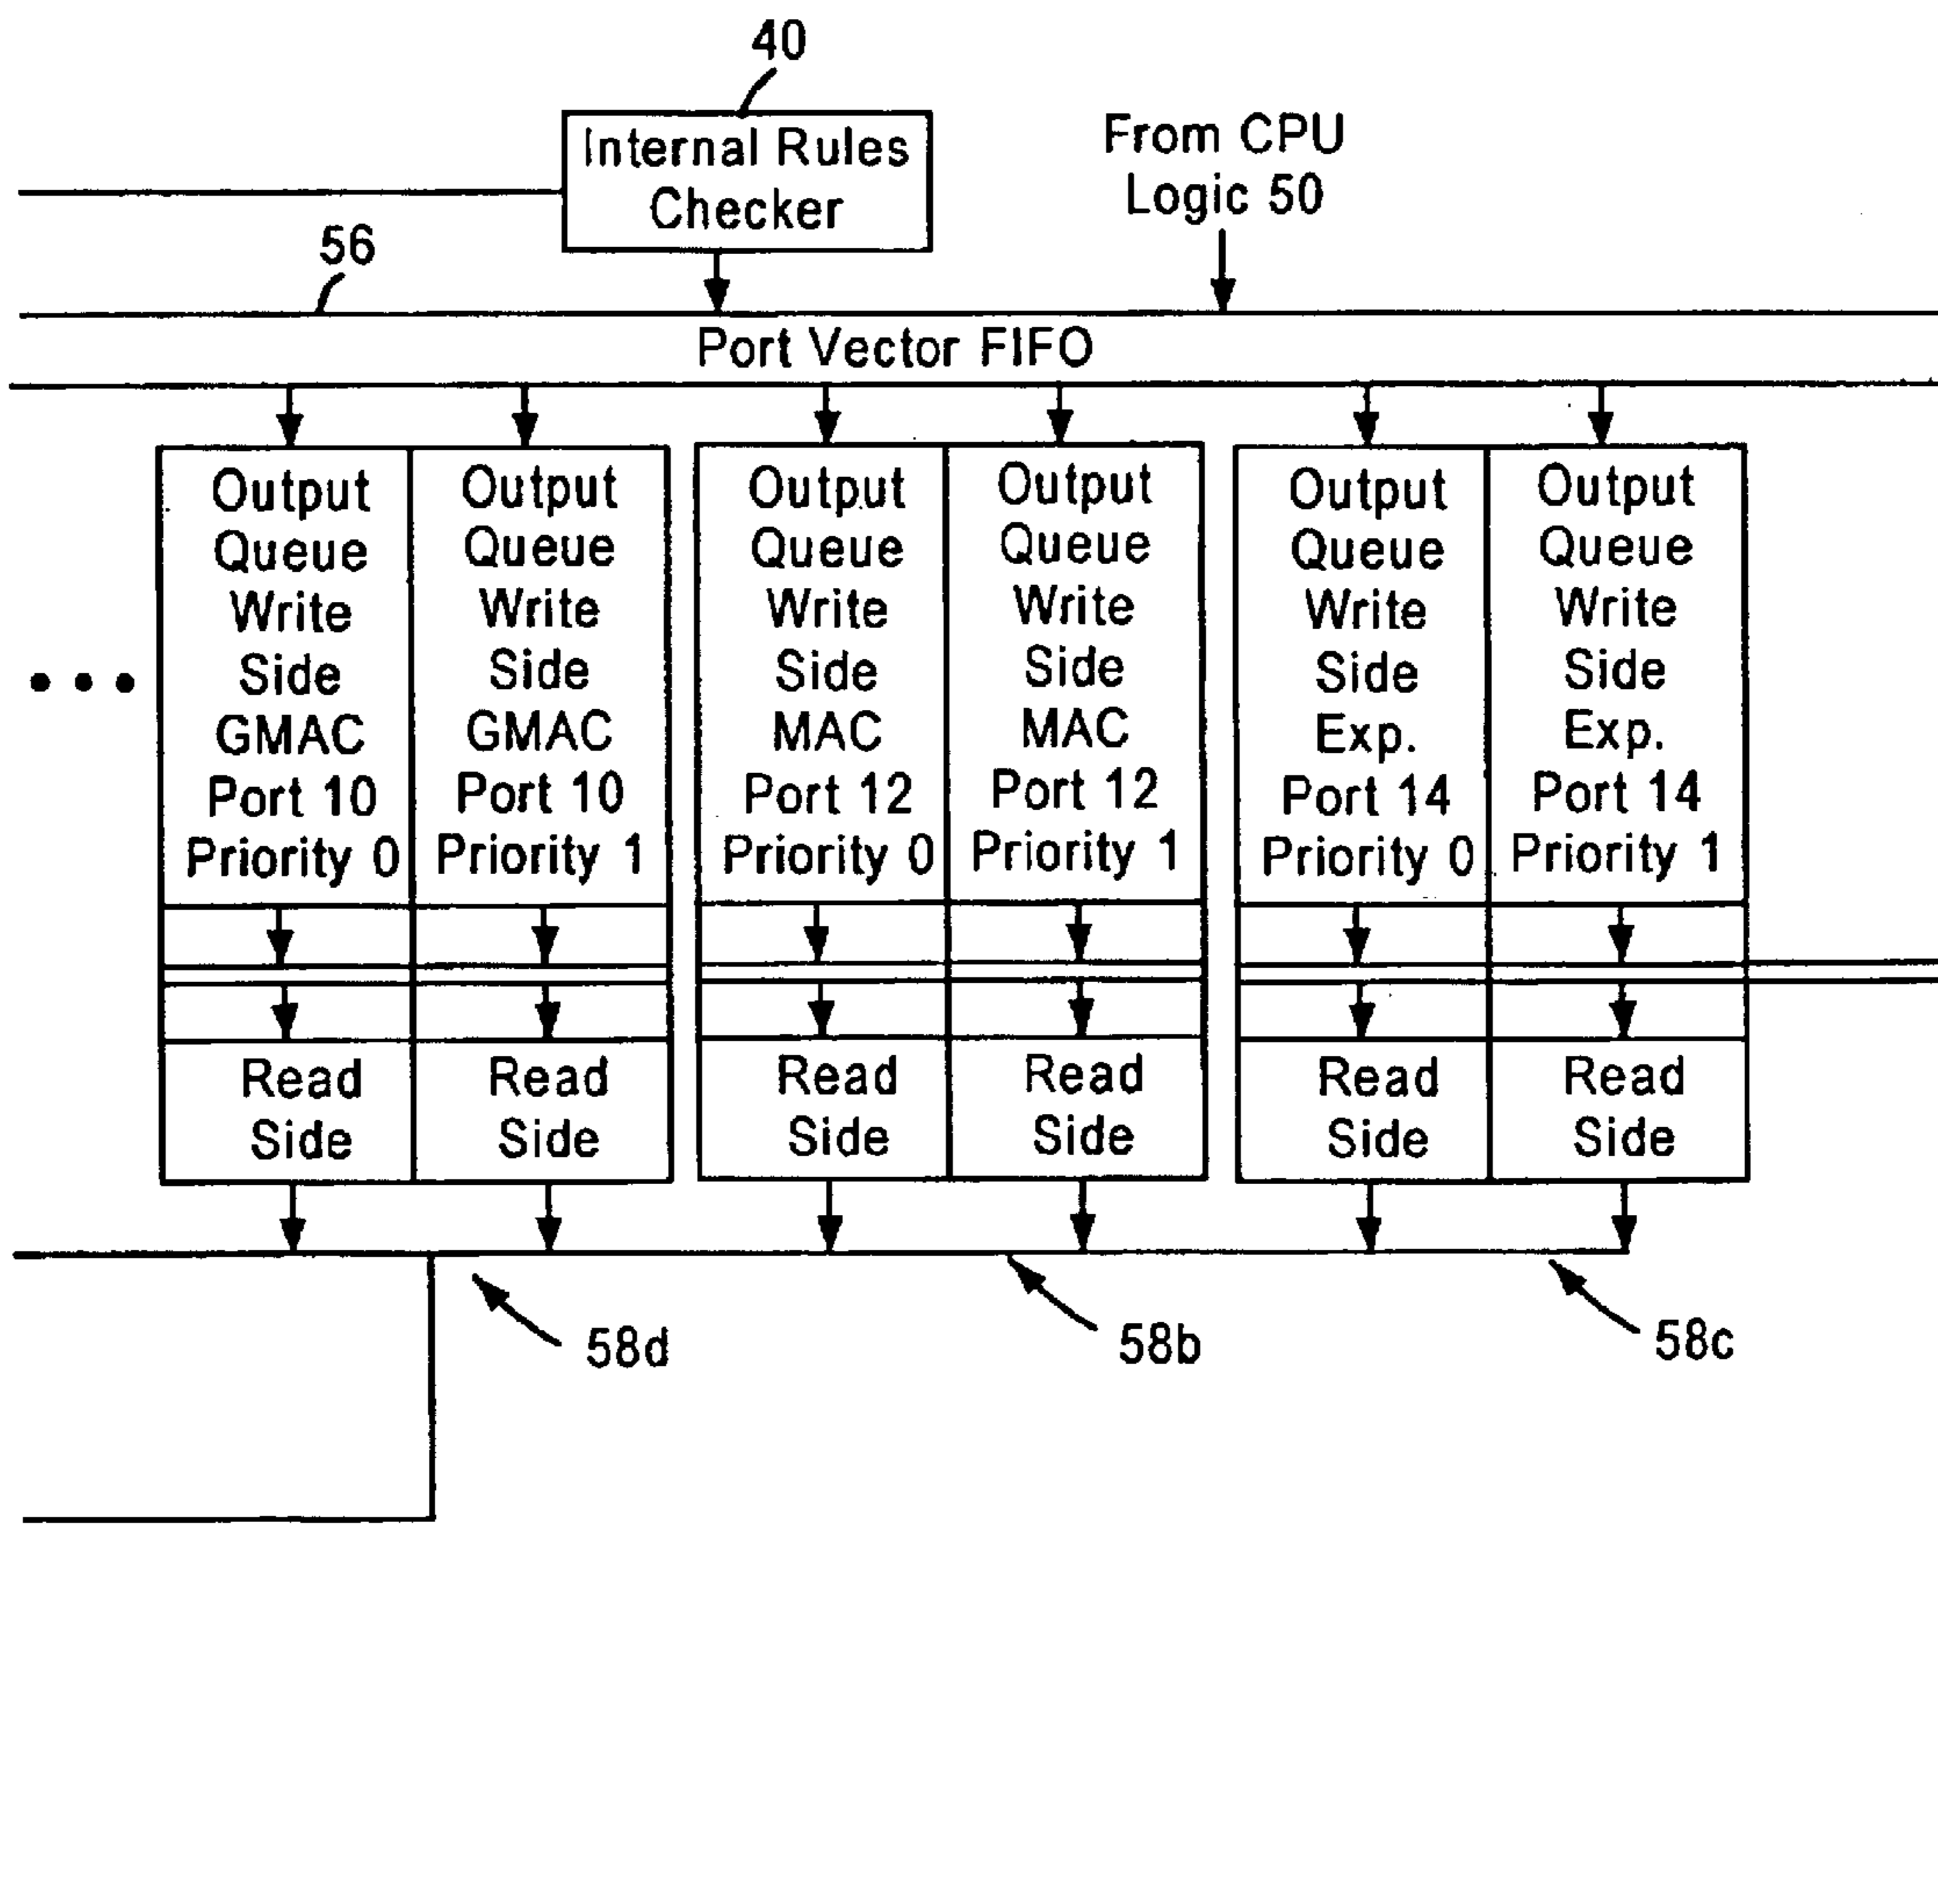 40
Internal Rules
Checker
From CPU
Logic 50
56
Port Vector FIFO
Output
Queue
Write
Side
GMAC
Port 10
Priority 0
Output
Queue
Write
Side
GMAC
Port 10
Priority 1
Output
Queue
Write
Side
MAC
Port 12
Priority 0
Output
Queue
Write
Side
MAC
Port 12
Priority 1
Output
Queue
Write
Side
Exp.
Port 14
Priority 0
Output
Queue
Write
Side
Exp.
Port 14
Priority 1
Read
Side
Read
Side
Read
Side
Read
Side
Read
Side
Read
Side
58d
58b
58c